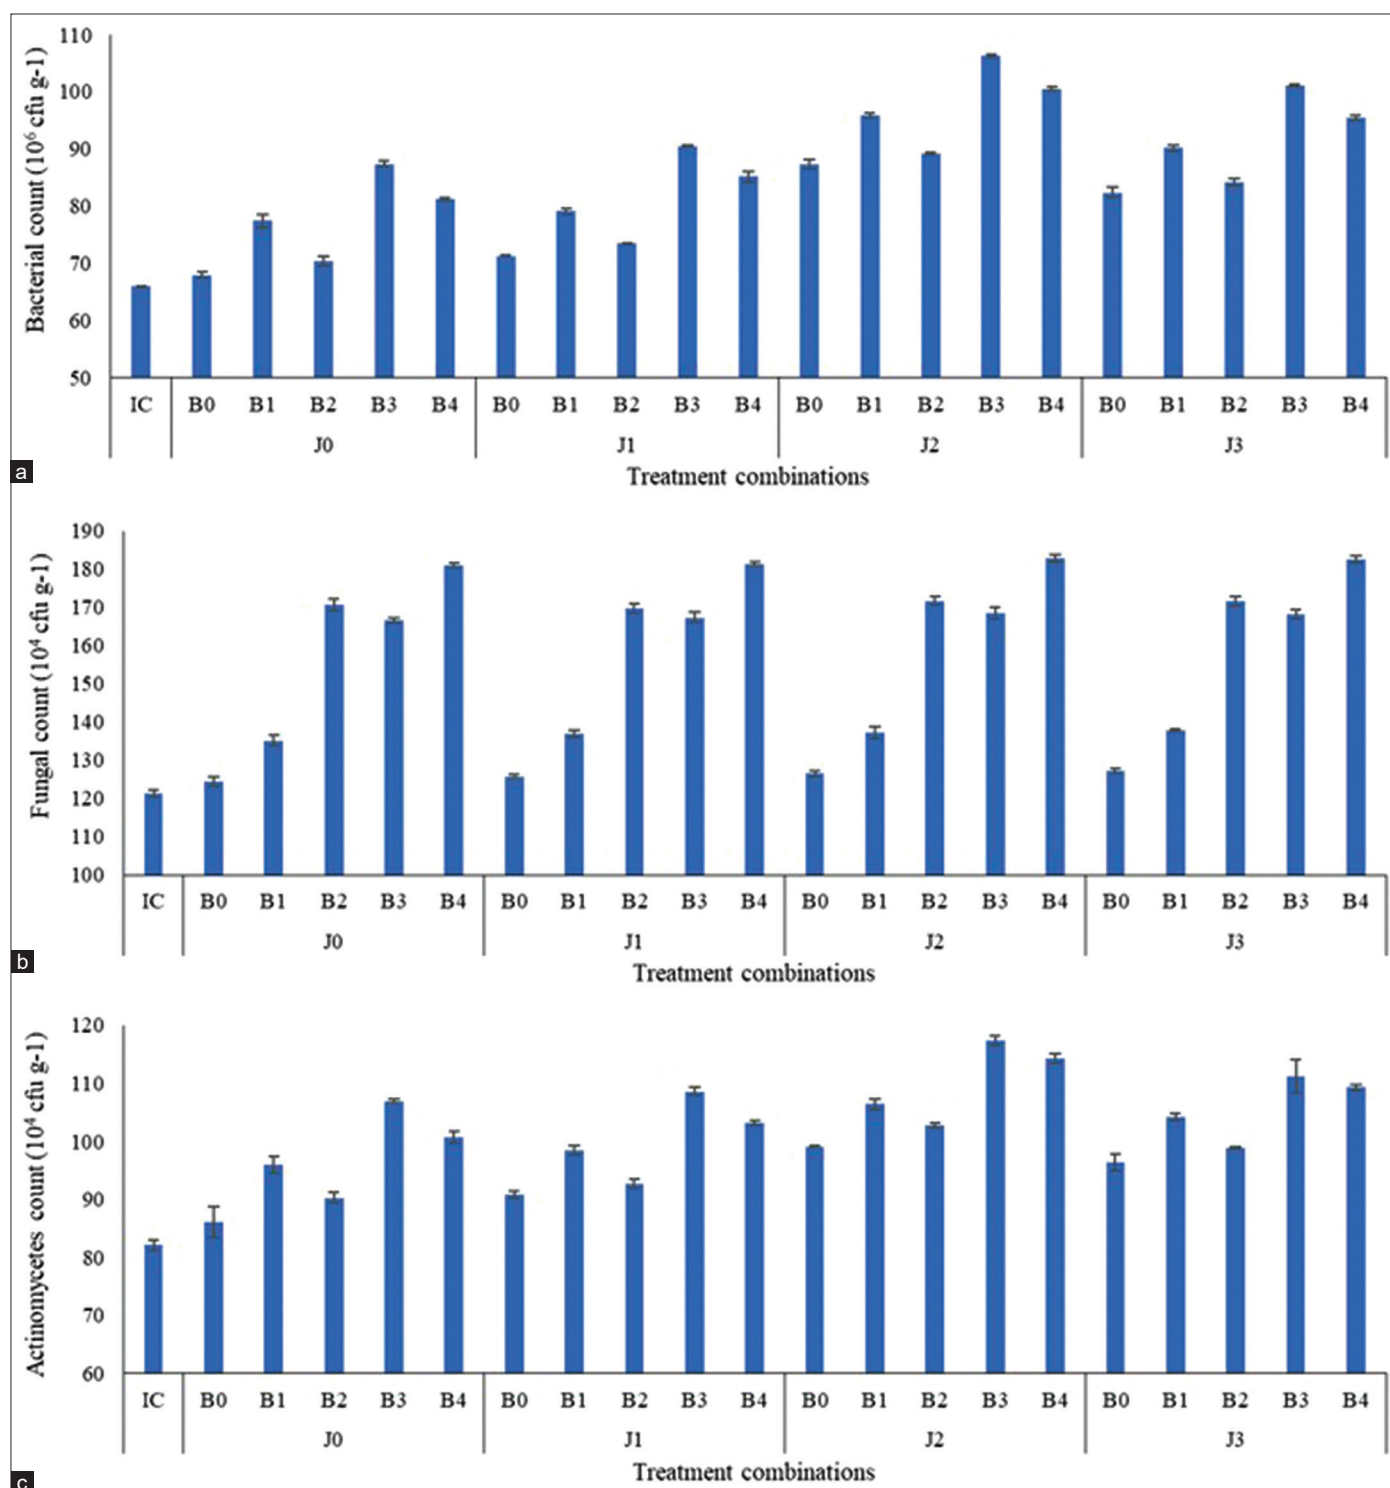 110
100
90
80
70
60
50
Bacterial count (10⁶ cfu g-1)
IC B0 B1 B2 B3 B4 B0 B1 B2 B3 B4 B0 B1 B2 B3 B4 B0 B1 B2 B3 B4
J0 J1 J2 J3
Treatment combinations
a
190
180
170
160
150
140
130
120
110
100
Fungal count (10⁴ cfu g-1)
IC B0 B1 B2 B3 B4 B0 B1 B2 B3 B4 B0 B1 B2 B3 B4 B0 B1 B2 B3 B4
J0 J1 J2 J3
Treatment combinations
b
120
110
100
90
80
70
60
Actinomycetes count (10⁴ cfu g-1)
IC B0 B1 B2 B3 B4 B0 B1 B2 B3 B4 B0 B1 B2 B3 B4 B0 B1 B2 B3 B4
J0 J1 J2 J3
Treatment combinations
c